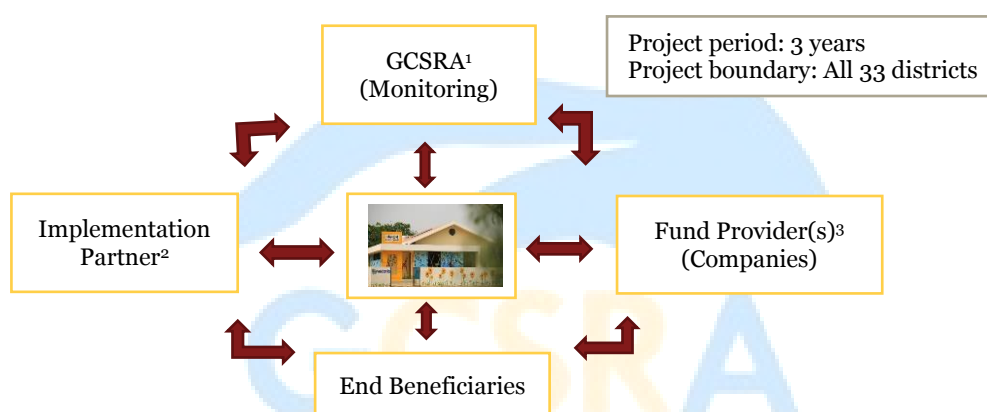 Project period: 3 years
Project boundary: All 33 districts
GCSRA¹
(Monitoring)
Implementation
Partner²
Fund Provider(s)³
(Companies)
End Beneficiaries
GCSRA